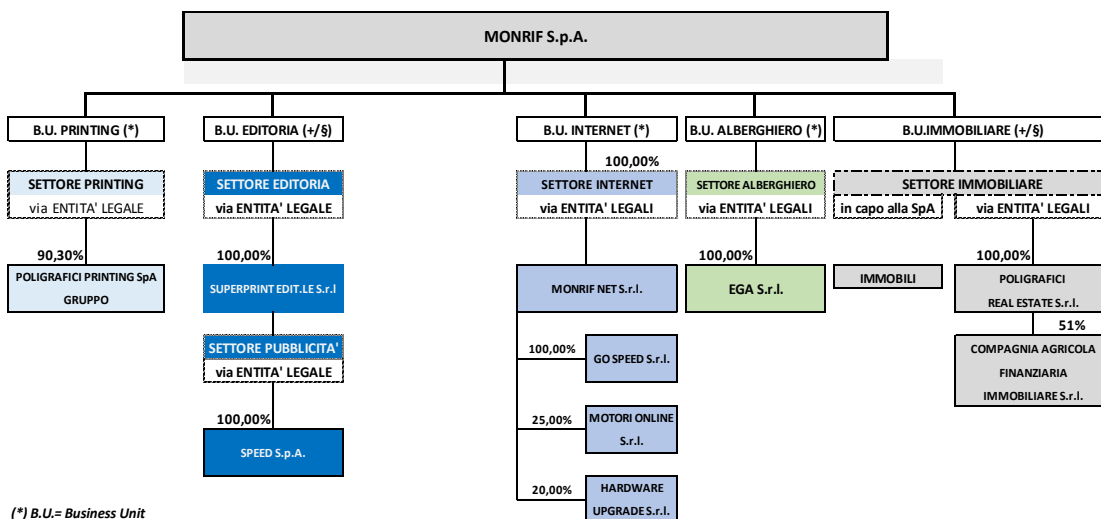 MONRIF S.p.A.
B.U. PRINTING (*)
B.U. EDITORIA (+/§)
B.U. INTERNET (*)
B.U. ALBERGHIERO (*)
B.U.IMMOBILIARE (+/§)
100,00%
SETTORE PRINTING
via ENTITA' LEGALE
SETTORE EDITORIA
via ENTITA' LEGALE
SETTORE INTERNET
via ENTITA' LEGALI
SETTORE ALBERGHIERO
via ENTITA' LEGALI
SETTORE IMMOBILIARE
in capo alla SpA
via ENTITA' LEGALI
90,30%
100,00%
100,00%
100,00%
POLIGRAFICI PRINTING SpA
GRUPPO
SUPERPRINT EDIT.LE S.r.l
MONRIF NET S.r.l.
EGA S.r.l.
IMMOBILI
POLIGRAFICI
REAL ESTATE S.r.l.
51%
SETTORE PUBBLICITA'
via ENTITA' LEGALE
100,00%
GO SPEED S.r.l.
COMPAGNIA AGRICOLA
FINANZIARIA
IMMOBILIARE S.r.l.
100,00%
SPEED S.p.A.
25,00%
MOTORI ONLINE
S.r.l.
20,00%
HARDWARE
UPGRADE S.r.l.
(*) B.U.= Business Unit